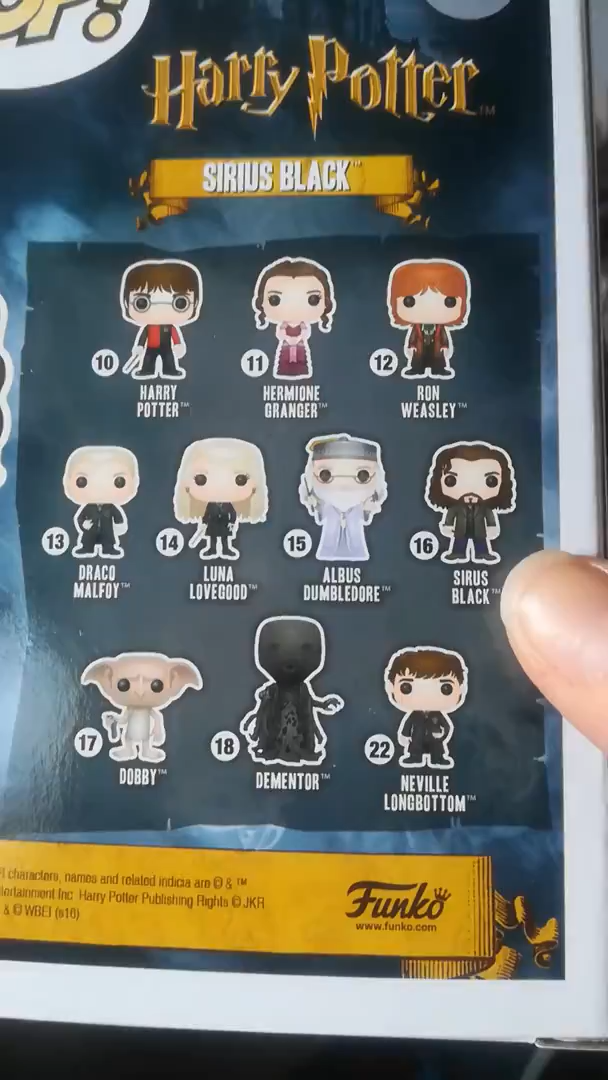 OP!
Harry Potter™
SIRIUS BLACK™
10
HARRY
POTTER™
11
HERMIONE
GRANGER™
12
RON
WEASLEY™
13
DRACO
MALFOY™
14
LUNA
LOVEGOOD™
15
ALBUS
DUMBLEDORE™
16
SIRUS
BLACK™
17
DOBBY™
18
DEMENTOR™
22
NEVILLE
LONGBOTTOM™
characters, names and related indicia are © & ™
Inc. Harry Potter Publishing Rights © JKR
& © WBEI (s16)
Funko
www.funko.com